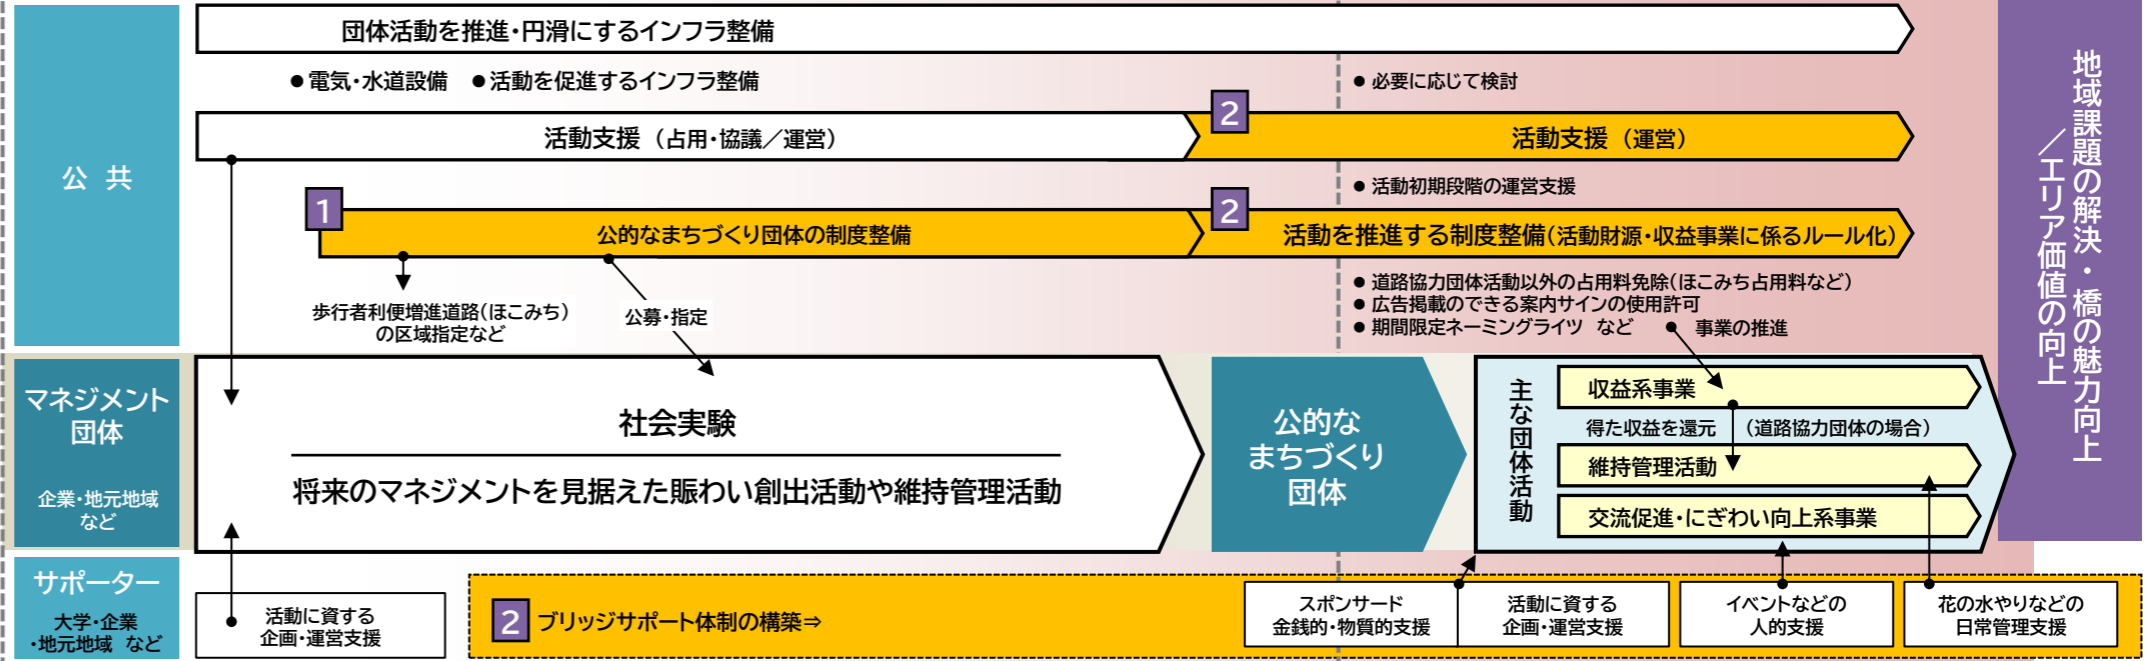 団体活動を推進・円滑にするインフラ整備
● 電気・水道設備　● 活動を促進するインフラ整備
● 必要に応じて検討
公 共
活動支援（占用・協議／運営）
2
活動支援（運営）
● 活動初期段階の運営支援
1
公的なまちづくり団体の制度整備
2
活動を推進する制度整備（活動財源・収益事業に係るルール化）
歩行者利便増進道路（ほこみち）
の区域指定など
公募・指定
● 道路協力団体活動以外の占用料免除（ほこみち占用料など）
● 広告掲載のできる案内サインの使用許可
● 期間限定ネーミングライツ　など
事業の推進
マネジメント
団体
企業・地元地域
など
社会実験
将来のマネジメントを見据えた賑わい創出活動や維持管理活動
公的な
まちづくり
団体
主な団体活動
収益系事業
得た収益を還元　（道路協力団体の場合）
維持管理活動
交流促進・にぎわい向上系事業
地域課題の解決・橋の魅力向上
／エリア価値の向上
サポーター
大学・企業
・地元地域　など
活動に資する
企画・運営支援
2
ブリッジサポート体制の構築⇒
スポンサード
金銭的・物質的支援
活動に資する
企画・運営支援
イベントなどの
人的支援
花の水やりなどの
日常管理支援